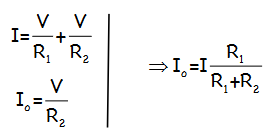 I=V/R₁+V/R₂
I₀=V/R₂
⇒I₀=I R₁/(R₁+R₂)